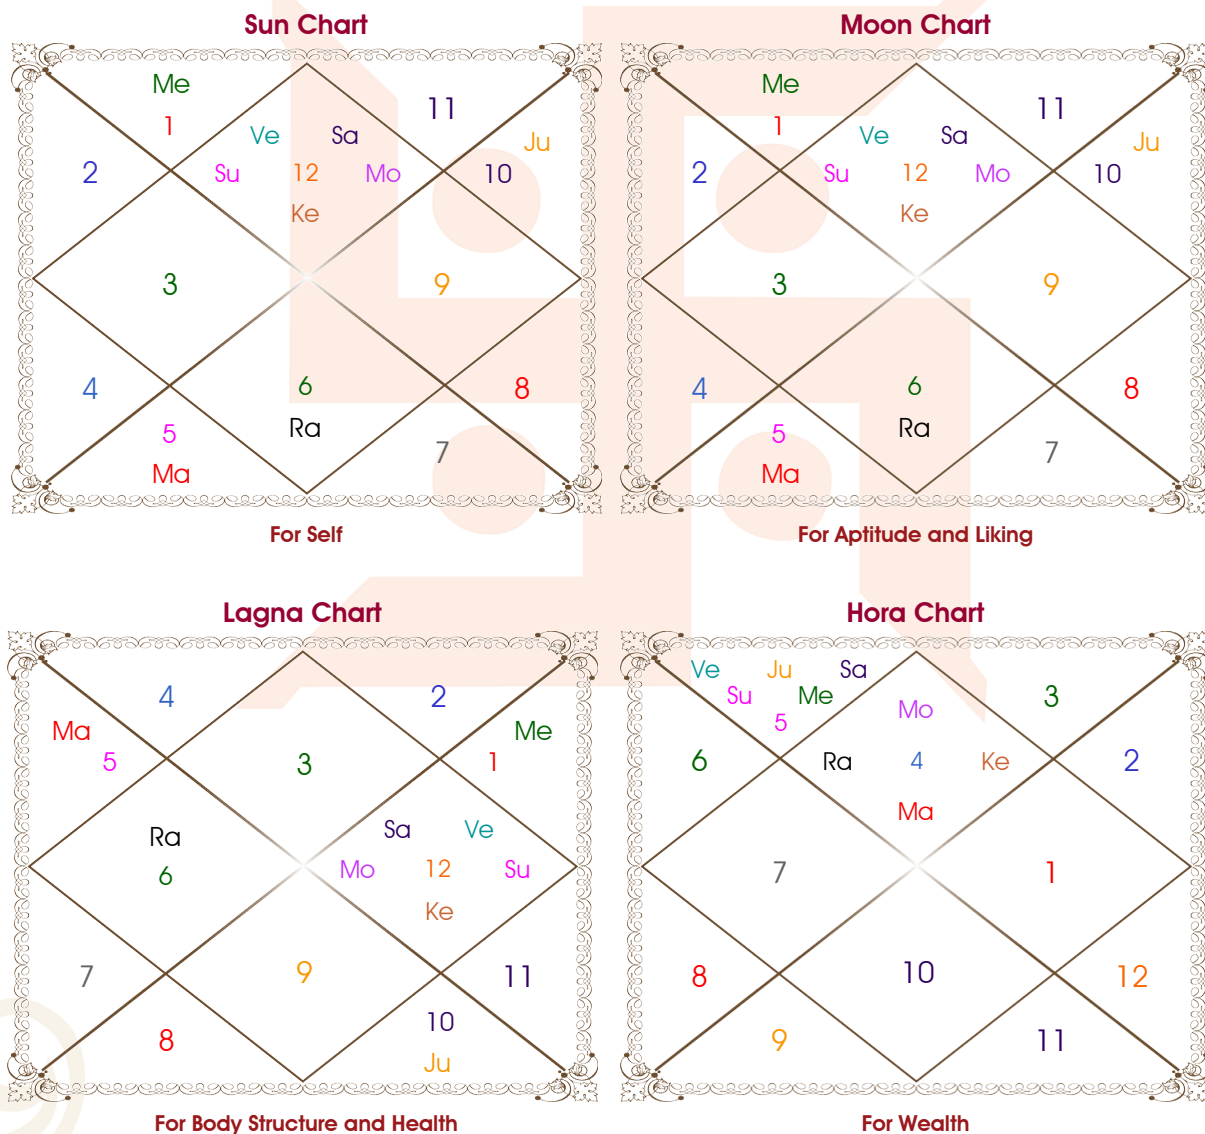 Sun Chart
Me
11
1
Ve
Sa
Ju
2
Su
12
Mo
10
Ke
3
9
4
6
8
5
Ra
7
Ma
For Self
Moon Chart
Me
11
1
Ve
Sa
Ju
2
Su
12
Mo
10
Ke
3
9
4
6
8
5
Ra
7
Ma
For Aptitude and Liking
Lagna Chart
4
2
Ma
Me
5
3
1
Ra
Sa
Ve
6
Mo
12
Su
Ke
7
9
11
10
8
Ju
For Body Structure and Health
Hora Chart
Ve
Ju
Sa
Su
Me
3
5
Mo
6
Ra
4
Ke
2
Ma
7
1
8
10
12
9
11
For Wealth